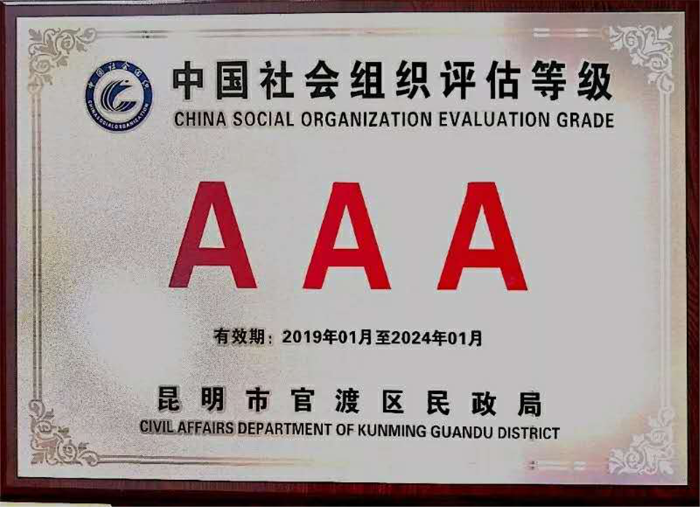 中国社会组织评估等级
CHINA SOCIAL ORGANIZATION EVALUATION GRADE
AAA
有效期：2019年01月至2024年01月
昆明市官渡区民政局
CIVIL AFFAIRS DEPARTMENT OF KUNMING GUANDU DISTRICT